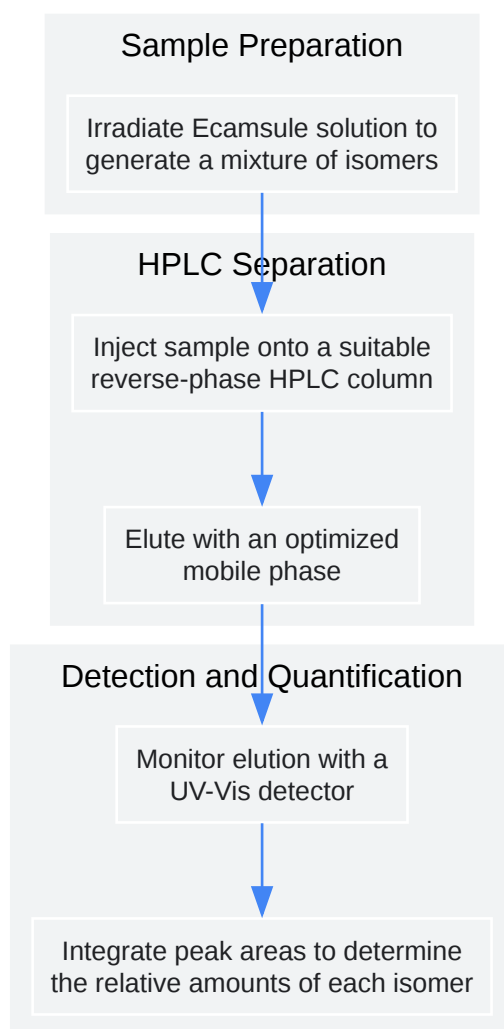 Sample Preparation
Irradiate Ecamsule solution to
generate a mixture of isomers
HPLC Separation
Inject sample onto a suitable
reverse-phase HPLC column
Elute with an optimized
mobile phase
Detection and Quantification
Monitor elution with a
UV-Vis detector
Integrate peak areas to determine
the relative amounts of each isomer